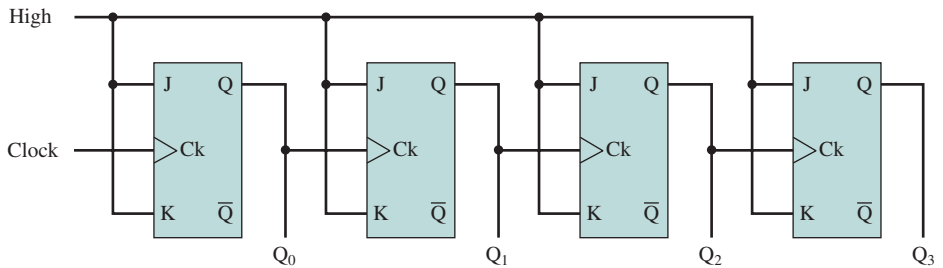 High
J Q J Q J Q J Q
Clock Ck Ck Ck Ck
K Q̅ K Q̅ K Q̅ K Q̅
Q₀ Q₁ Q₂ Q₃